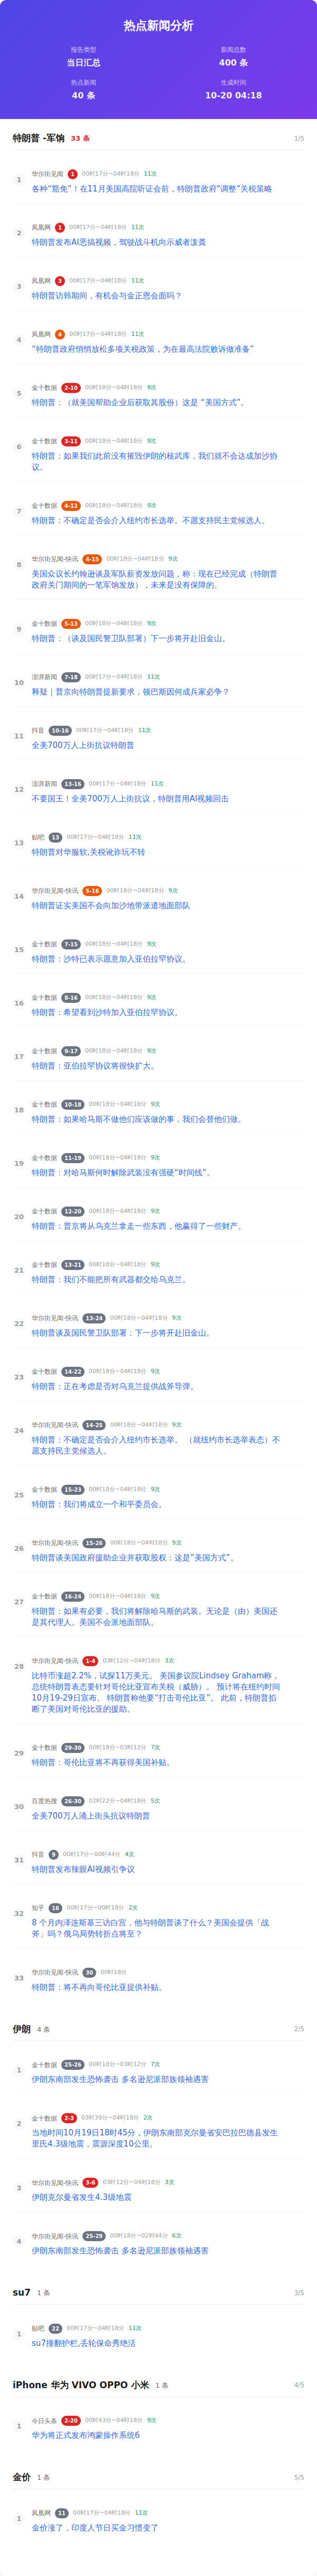 热点新闻分析
报告类型
新闻总数
当日汇总
400 条
热点新闻
生成时间
40 条
10-20 04:18
特朗普 -军饷 33 条 1/5
1
华尔街见闻 1 00时17分~04时18分 11次
各种“豁免”！在11月美国高院听证会前，特朗普政府“调整”关税策略
2
凤凰网 1 00时17分~04时18分 11次
特朗普发布AI恶搞视频，驾驶战斗机向示威者泼粪
3
凤凰网 3 00时17分~04时18分 11次
特朗普访韩期间，有机会与金正恩会面吗？
4
凤凰网 4 00时17分~04时18分 11次
“特朗普政府悄悄放松多项关税政策，为在最高法院败诉做准备”
5
金十数据 2-10 00时18分~04时18分 9次
特朗普：（就美国帮助企业后获取其股份）这是 “美国方式”。
6
金十数据 3-11 00时18分~04时18分 9次
特朗普：如果我们此前没有摧毁伊朗的核武库，我们就不会达成加沙协
议。
7
金十数据 4-12 00时18分~04时18分 9次
特朗普：不确定是否会介入纽约市长选举。不愿支持民主党候选人。
8
华尔街见闻-快讯 4-15 00时18分~04时18分 9次
美国众议长约翰逊谈及军队薪资发放问题，称：现在已经完成（特朗普
政府关门期间的一笔军饷发放），未来是没有保障的。
9
金十数据 5-13 00时18分~04时18分 9次
特朗普：（谈及国民警卫队部署）下一步将开赴旧金山。
10
澎湃新闻 7-18 00时17分~04时18分 11次
释疑｜普京向特朗普提新要求，顿巴斯因何成兵家必争？
11
抖音 10-16 00时17分~04时18分 11次
全美700万人上街抗议特朗普
12
澎湃新闻 13-16 00时17分~04时18分 11次
不要国王！全美700万人上街抗议，特朗普用AI视频回击
13
贴吧 13 00时17分~04时18分 11次
特朗普对华服软,关税讹诈玩不转
14
华尔街见闻-快讯 5-16 00时18分~04时18分 9次
特朗普证实美国不会向加沙地带派遣地面部队
15
金十数据 7-15 00时18分~04时18分 9次
特朗普：沙特已表示愿意加入亚伯拉罕协议。
16
金十数据 8-16 00时18分~04时18分 9次
特朗普：希望看到沙特加入亚伯拉罕协议。
17
金十数据 9-17 00时18分~04时18分 9次
特朗普：亚伯拉罕协议将很快扩大。
18
金十数据 10-18 00时18分~04时18分 9次
特朗普：如果哈马斯不做他们应该做的事，我们会替他们做。
19
金十数据 11-19 00时18分~04时18分 9次
特朗普：对哈马斯何时解除武装没有强硬“时间线”。
20
金十数据 12-20 00时18分~04时18分 9次
特朗普：普京将从乌克兰拿走一些东西，他赢得了一些财产。
21
金十数据 13-21 00时18分~04时18分 9次
特朗普：我们不能把所有武器都交给乌克兰。
22
华尔街见闻-快讯 13-24 00时18分~04时18分 9次
特朗普谈及国民警卫队部署：下一步将开赴旧金山。
23
金十数据 14-22 00时18分~04时18分 9次
特朗普：正在考虑是否对乌克兰提供战斧导弹。
24
华尔街见闻-快讯 14-25 00时18分~04时18分 9次
特朗普：不确定是否会介入纽约市长选举。 （就纽约市长选举表态）不
愿支持民主党候选人。
25
金十数据 15-23 00时18分~04时18分 9次
特朗普：我们将成立一个和平委员会。
26
华尔街见闻-快讯 15-26 00时18分~04时18分 9次
特朗普谈美国政府援助企业并获取股权：这是“美国方式”。
27
金十数据 16-24 00时18分~04时18分 9次
特朗普：如果有必要，我们将解除哈马斯的武装。无论是（由）美国还
是其代理人。美国不会派地面部队。
28
华尔街见闻-快讯 1-4 03时12分~04时18分 3次
比特币涨超2.2%，试探11万美元。 美国参议院Lindsey Graham称，
总统特朗普表态要针对哥伦比亚宣布关税（威胁）。 预计将在纽约时间
10月19-29日宣布。 特朗普称他要“打击哥伦比亚”。 此前，特朗普掐
断了美国对哥伦比亚的援助。
29
金十数据 29-30 00时18分~03时12分 7次
特朗普：哥伦比亚将不再获得美国补贴。
30
百度热搜 26-30 02时22分~04时18分 5次
全美700万人涌上街头抗议特朗普
31
抖音 9 00时17分~00时44分 4次
特朗普发布辣眼AI视频引争议
32
知乎 16 00时17分~00时18分 2次
8 个月内泽连斯基三访白宫，他与特朗普谈了什么？美国会提供「战
斧」吗？俄乌局势转折点将至？
33
华尔街见闻-快讯 30 00时18分
特朗普：将不再向哥伦比亚提供补贴。
伊朗 4 条 2/5
1
金十数据 25-26 00时18分~03时12分 7次
伊朗东南部发生恐怖袭击 多名逊尼派部族领袖遇害
2
金十数据 2-3 03时39分~04时18分 2次
当地时间10月19日18时45分，伊朗东南部克尔曼省安巴拉巴德县发生
里氏4.3级地震，震源深度10公里。
3
华尔街见闻-快讯 3-6 03时12分~04时18分 3次
伊朗克尔曼省发生4.3级地震
4
华尔街见闻-快讯 25-29 00时18分~02时44分 6次
伊朗东南部发生恐怖袭击 多名逊尼派部族领袖遇害
su7 1 条 3/5
1
贴吧 22 00时17分~04时18分 11次
su7撞翻护栏,丢轮保命秀绝活
iPhone 华为 VIVO OPPO 小米 1 条 4/5
1
今日头条 2-20 00时43分~04时18分 9次
华为将正式发布鸿蒙操作系统6
金价 1 条 5/5
1
凤凰网 11 00时17分~04时18分 11次
金价涨了，印度人节日买金习惯变了